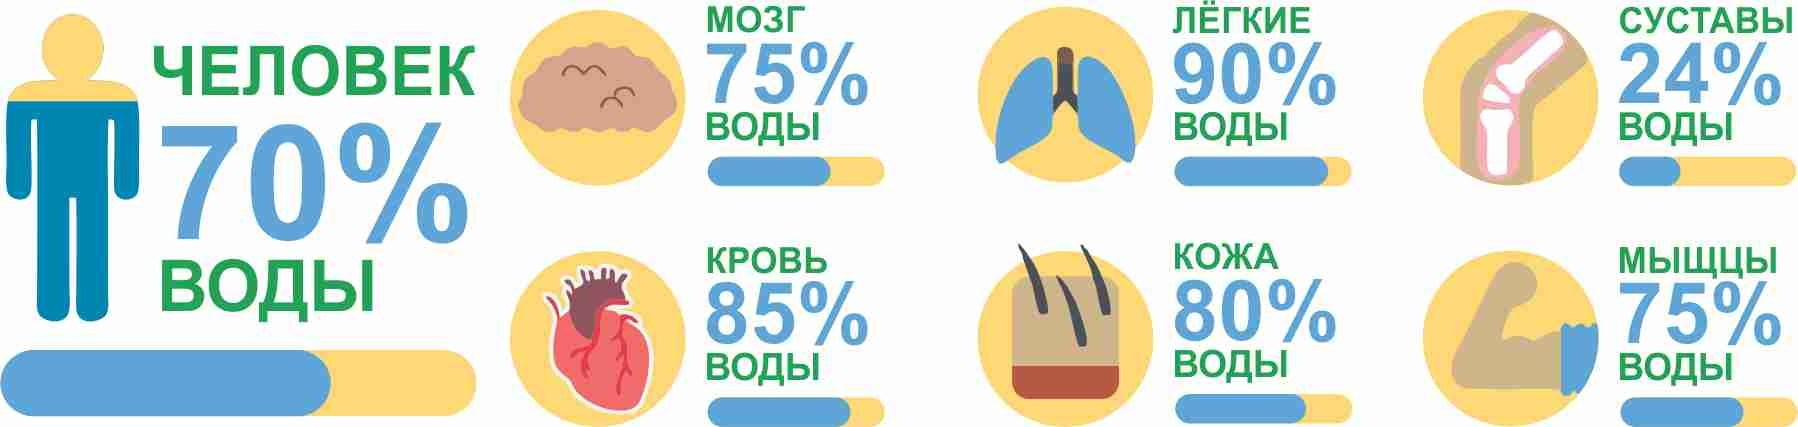 ЧЕЛОВЕК
70%
ВОДЫ
МОЗГ
75%
ВОДЫ
ЛЁГКИЕ
90%
ВОДЫ
СУСТАВЫ
24%
ВОДЫ
КРОВЬ
85%
ВОДЫ
КОЖА
80%
ВОДЫ
МЫЩЦЫ
75%
ВОДЫ